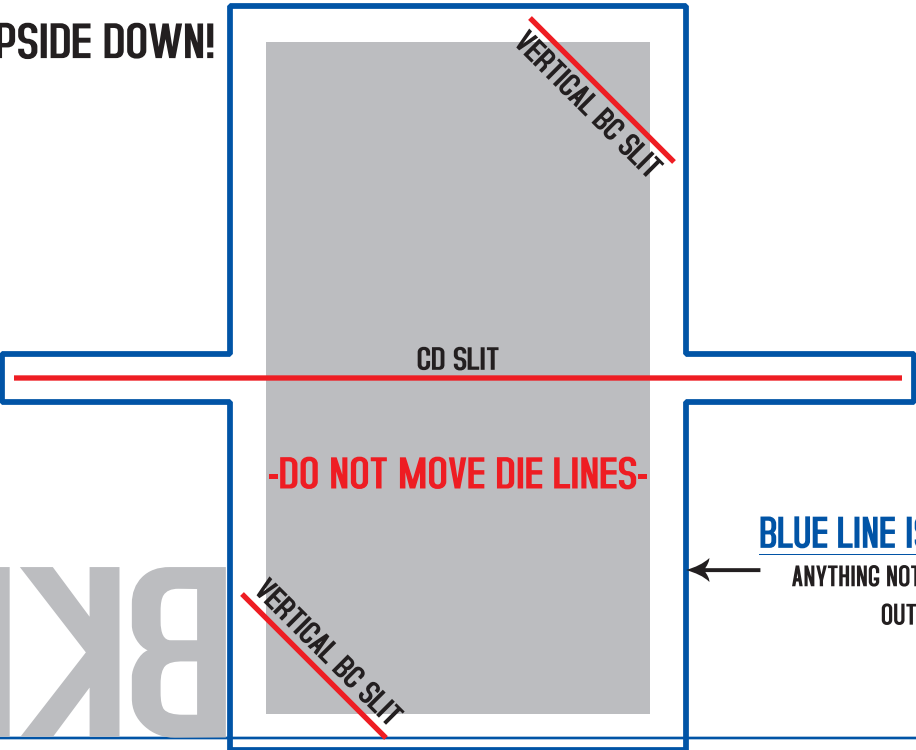 PSIDE DOWN!
VERTICAL BC SLIT
CD SLIT
-DO NOT MOVE DIE LINES-
BLUE LINE IS
ANYTHING NOT
OUT
VERTICAL BC SLIT
BK